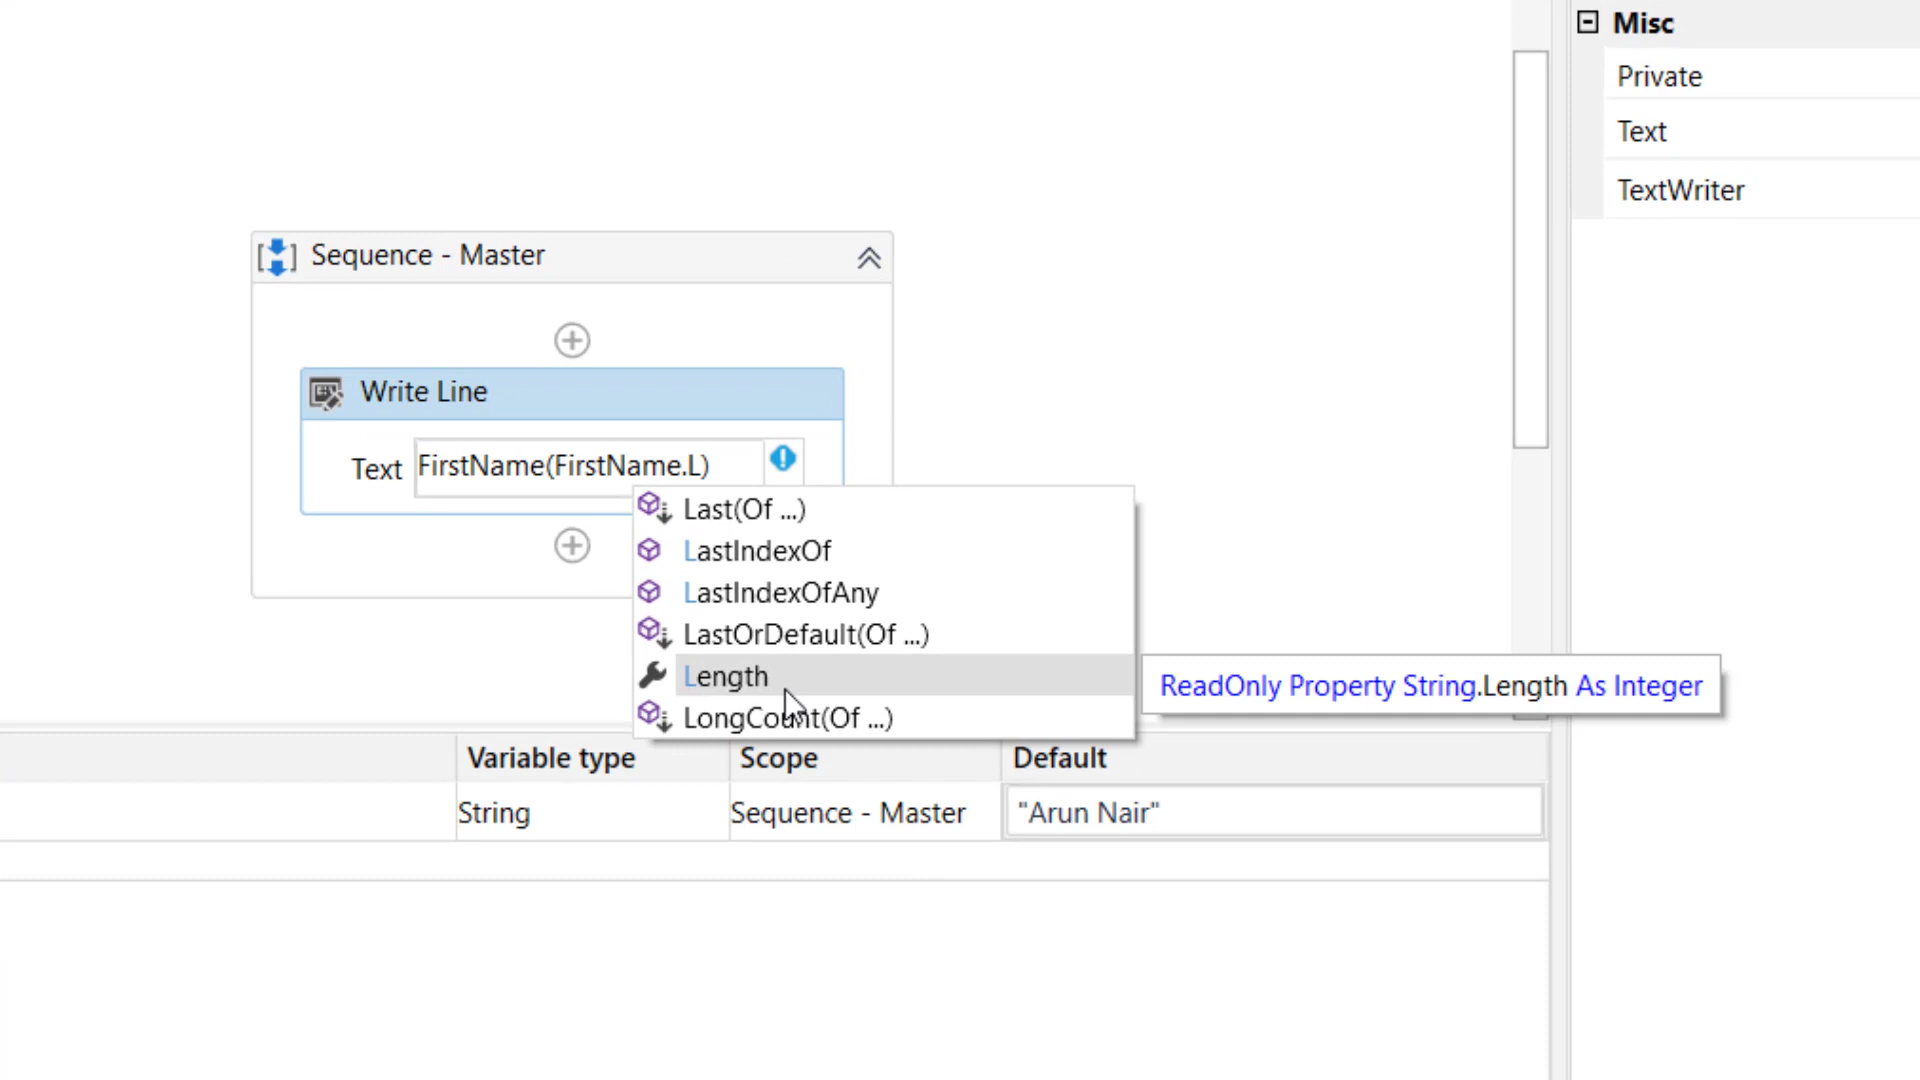 Misc
Private
Text
TextWriter
Sequence - Master
Write Line
Text FirstName(FirstName.L)
Last(Of ...)
LastIndexOf
LastIndexOfAny
LastOrDefault(Of ...)
Length
ReadOnly Property String.Length As Integer
LongCount(Of ...)
Variable type Scope Default
String Sequence - Master "Arun Nair"